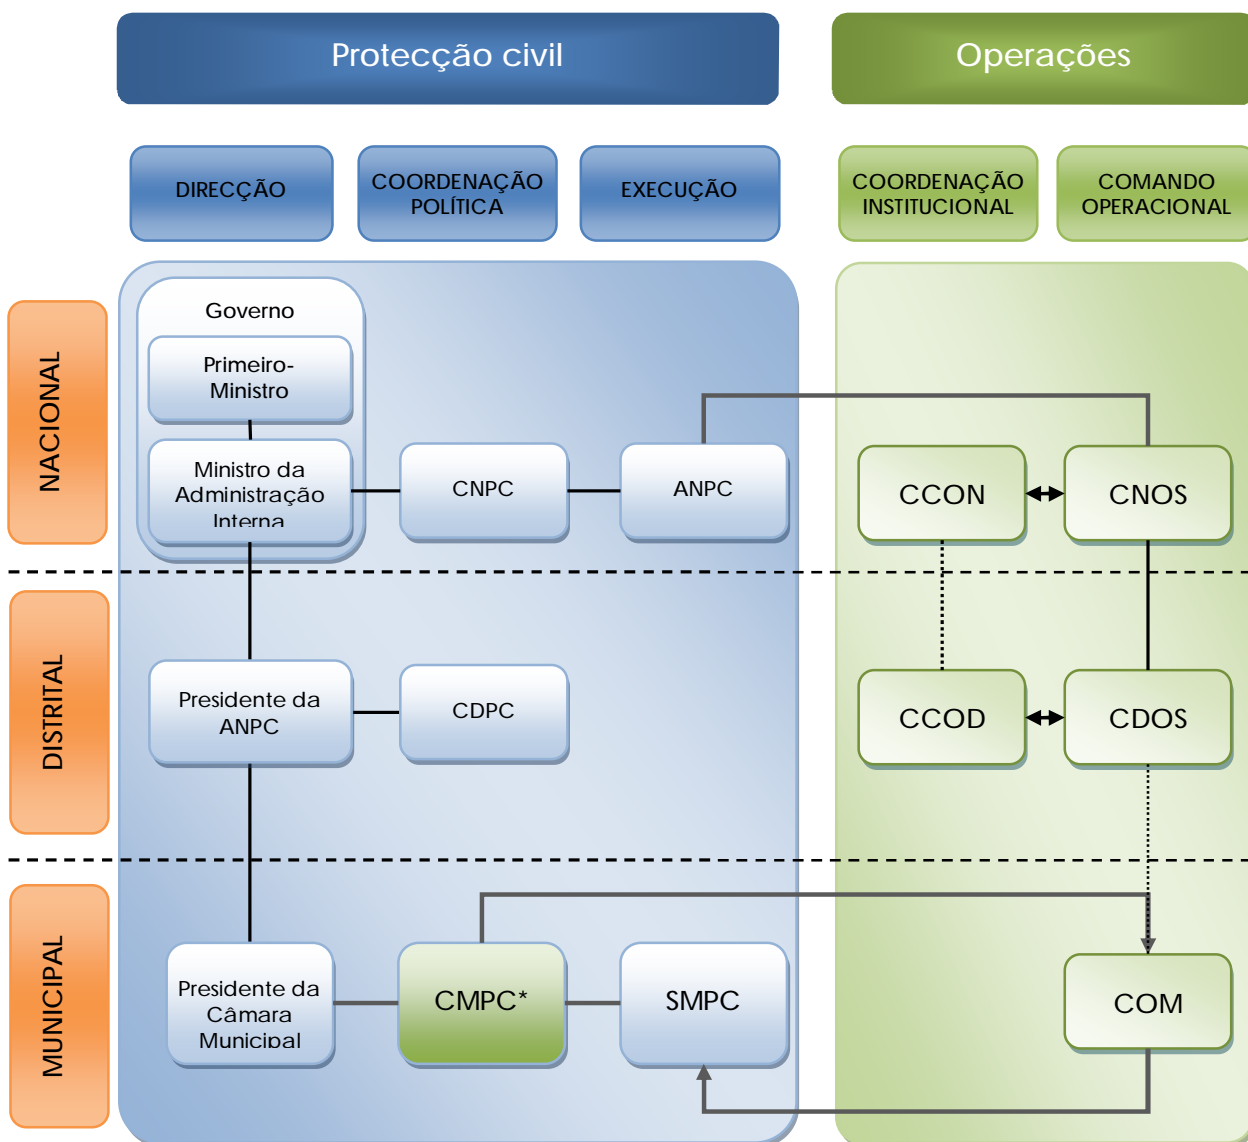 Protecção civil
Operações
DIRECÇÃO
COORDENAÇÃO
POLÍTICA
EXECUÇÃO
COORDENAÇÃO
INSTITUCIONAL
COMANDO
OPERACIONAL
NACIONAL
Governo
Primeiro-
Ministro
Ministro da
Administração
Interna
CNPC
ANPC
CCON
CNOS
DISTRITAL
Presidente da
ANPC
CDPC
CCOD
CDOS
MUNICIPAL
Presidente da
Câmara
Municipal
CMPC*
SMPC
COM